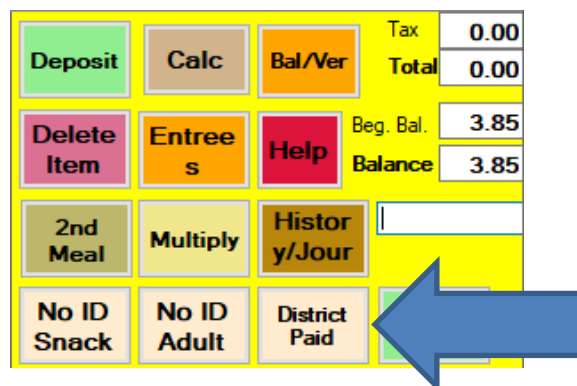 Tax 0.00
Deposit Calc Bal/Ver Total 0.00
Beg. Bal. 3.85
Delete
Item
Entree
s
Help
Balance 3.85
2nd
Meal
Multiply
Histor
y/Jour
No ID
Snack
No ID
Adult
District
Paid